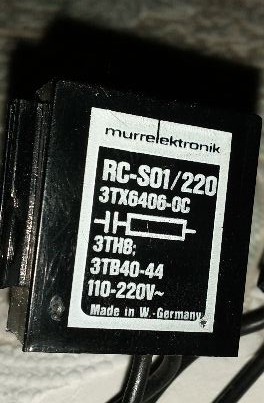 murrelektronik
RC-S01/220
3TX6406-0C
3TH8;
3TB40-44
110-220V~
Made in W.-Germany